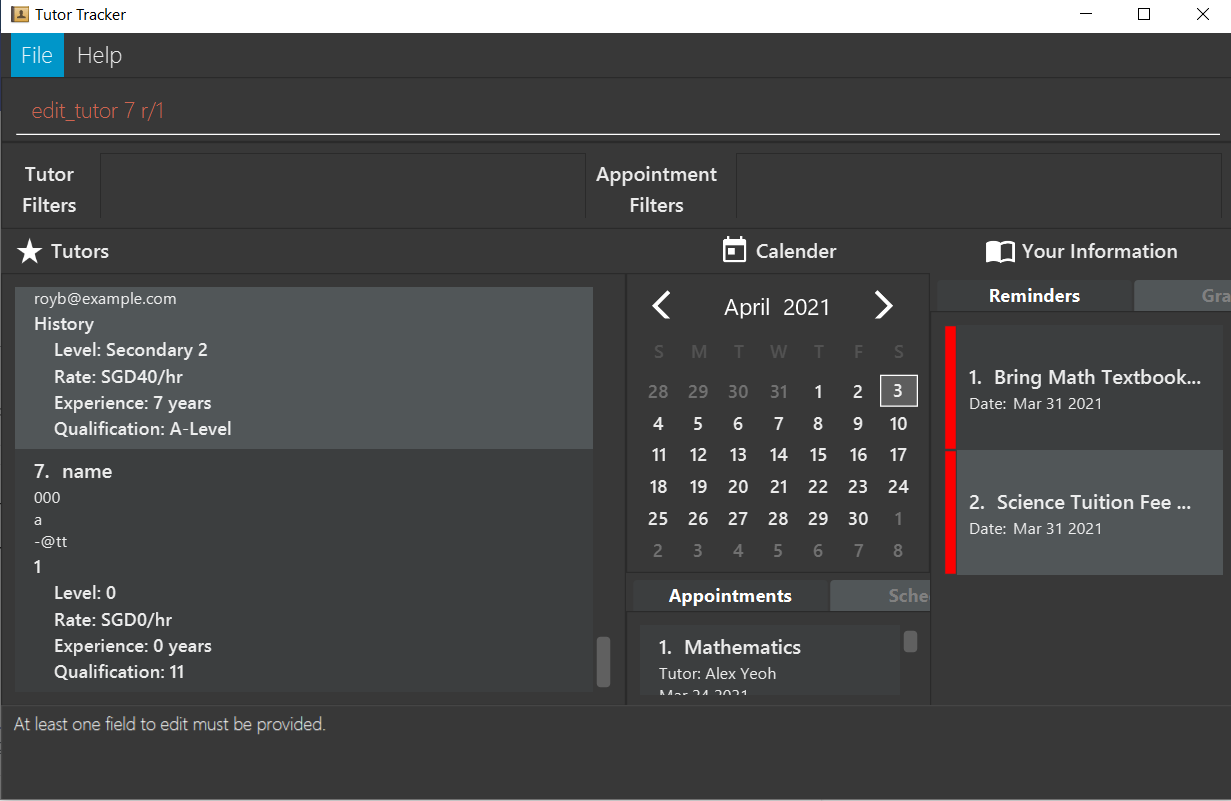 Tutor Tracker
File Help
edit_tutor 7 r/1
Tutor
Filters
Appointment
Filters
Tutors
royb@example.com
History
Level: Secondary 2
Rate: SGD40/hr
Experience: 7 years
Qualification: A-Level
7. name
000
a
-@tt
1
Level: 0
Rate: SGD0/hr
Experience: 0 years
Qualification: 11
Calender
April 2021
S M T W T F S
28 29 30 31 1 2 3
4 5 6 7 8 9 10
11 12 13 14 15 16 17
18 19 20 21 22 23 24
25 26 27 28 29 30 1
2 3 4 5 6 7 8
Appointments Sche
1. Mathematics
Tutor: Alex Yeoh
Mar 24 2021
Your Information
Reminders Gra
1. Bring Math Textbook...
Date: Mar 31 2021
2. Science Tuition Fee ...
Date: Mar 31 2021
At least one field to edit must be provided.